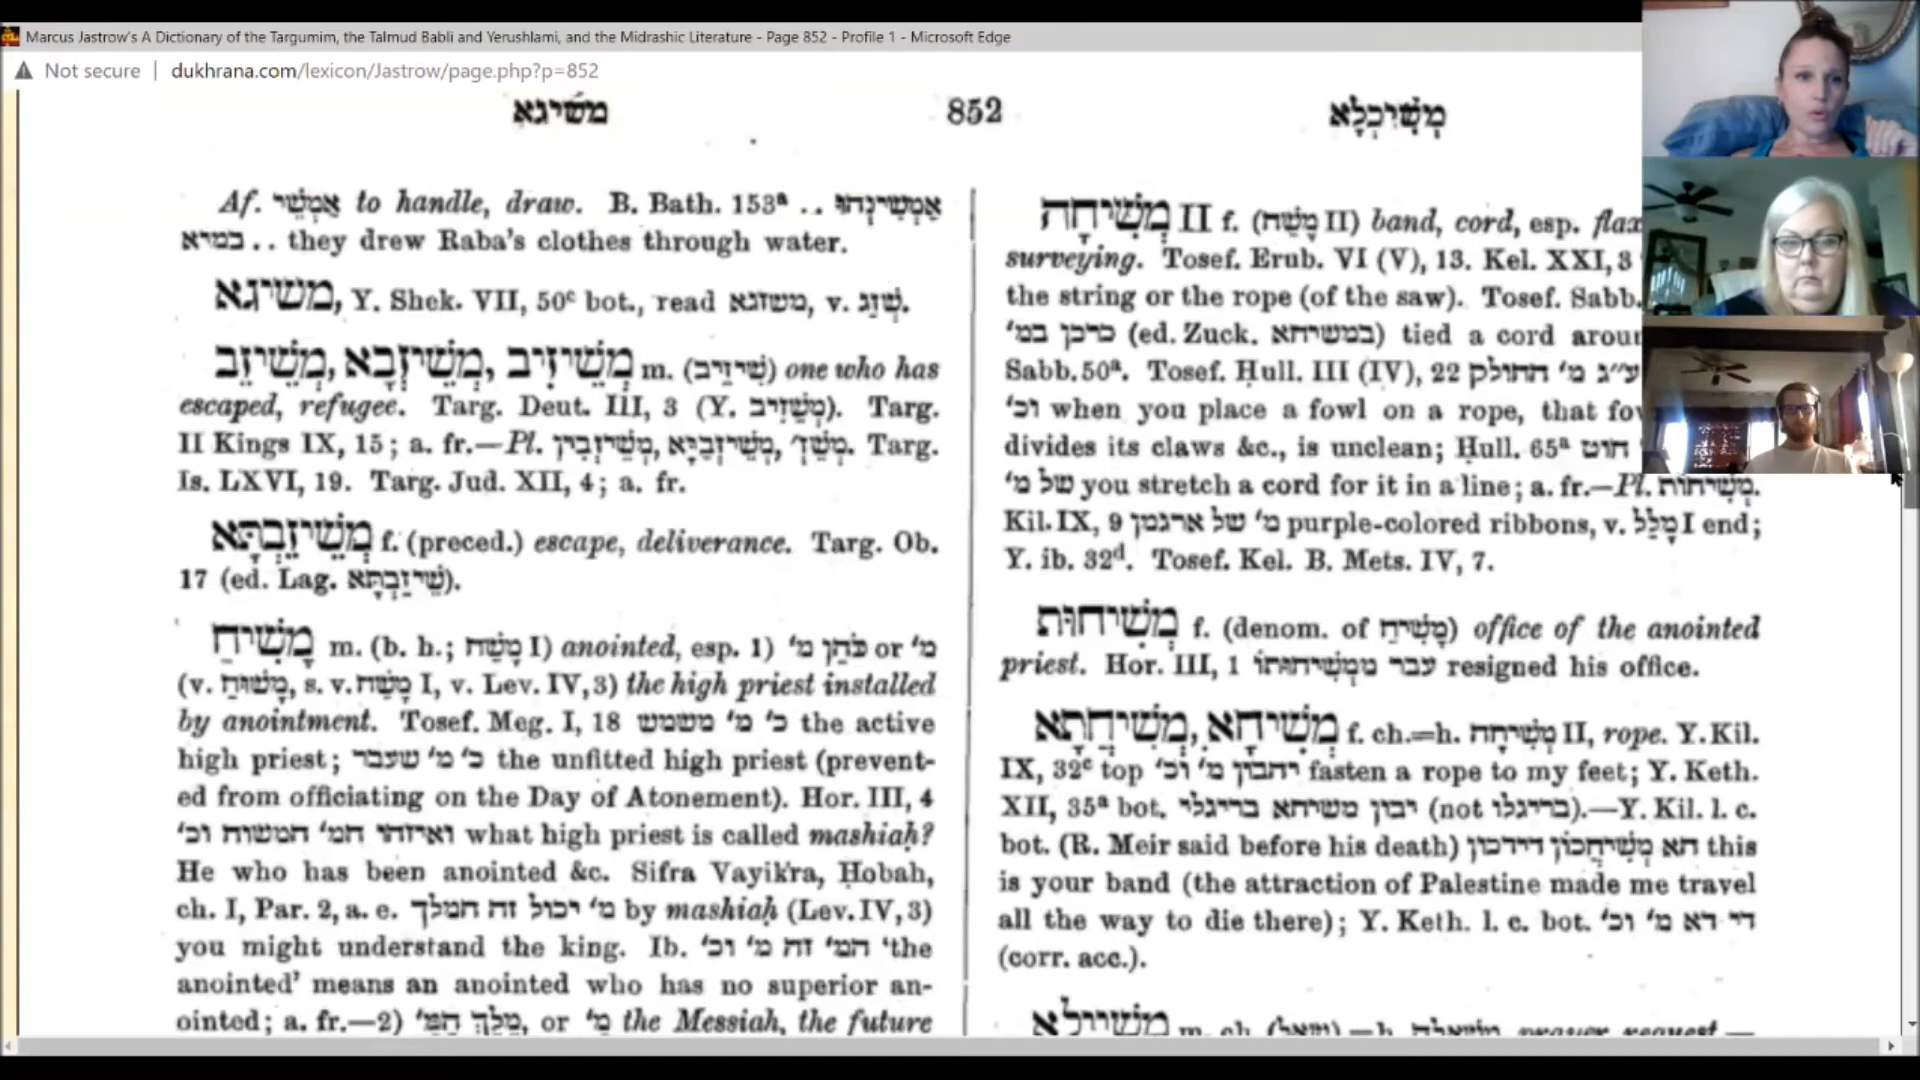 Marcus Jastrow's A Dictionary of the Targumim, the Talmud Babli and Yerushlami, and the Midrashic Literature - Page 852 - Profile 1 - Microsoft Edge
Not secure | dukhrana.com/lexicon/Jastrow/page.php?p=852
משׂיגא 852 מְשִׁיכְלָא
Af. אַמְשֵׁי to handle, draw. B. Bath. 153ᵃ .. אַמְשִׁינְהוּ
במיא .. they drew Raba's clothes through water.
משיגא, Y. Shek. VII, 50ᶜ bot., read משזגא, v. שְׁזַג.
מְשֵׁיזִיב, מְשֵׁיזְבָא, מְשֵׁיזֵב m. (שֵׁיזֵיב) one who has
escaped, refugee. Targ. Deut. III, 3 (Y. מְשֵׁזִיב). Targ.
II Kings IX, 15; a. fr.—Pl. מְשֵׁיזְבִין, מְשֵׁיזְבַיָּא, מְשֵׁזְ'. Targ.
Is. LXVI, 19. Targ. Jud. XII, 4; a. fr.
מְשֵׁיזַבְתָּא f. (preced.) escape, deliverance. Targ. Ob.
17 (ed. Lag. שֵׁיזַבְתָּא).
מָשִׁיחַ m. (b. h.; מָשַׁח I) anointed, esp. 1) כֹּהֵן מ' or מ'
(v. מָשׁוּחַ, s. v. מָשַׁח I, v. Lev. IV, 3) the high priest installed
by anointment. Tosef. Meg. I, 18 כ' מ' משמש the active
high priest; כ' מ' שעבר the unfitted high priest (prevent-
ed from officiating on the Day of Atonement). Hor. III, 4
ואיזהו המ' המשוח וכ' what high priest is called mashiaḥ?
He who has been anointed &c. Sifra Vayik'ra, Ḥobah,
ch. I, Par. 2, a. e. מ' יכול זה המלך by mashiaḥ (Lev. IV, 3)
you might understand the king. Ib. המ' זה מ' וכ' 'the
anointed' means an anointed who has no superior an-
ointed; a. fr.—2) מֶלֶךְ הַמָּ', or מ' the Messiah, the future
מְשִׁיחָה II f. (מָשַׁח II) band, cord, esp. flax
surveying. Tosef. Erub. VI (V), 13. Kel. XXI, 3
the string or the rope (of the saw). Tosef. Sabb.
כרכן במ' (ed. Zuck. במשיחא) tied a cord aroun
Sabb. 50ᵃ. Tosef. Ḥull. III (IV), 22 ע"ג מ' החולק
וכ' when you place a fowl on a rope, that fow
divides its claws &c., is unclean; Ḥull. 65ᵃ חוט
של מ' you stretch a cord for it in a line; a. fr.—Pl. מְשִׁיחוֹת.
Kil. IX, 9 מ' של ארגמן purple-colored ribbons, v. מָלַל I end;
Y. ib. 32ᵈ. Tosef. Kel. B. Mets. IV, 7.
מְשִׁיחוּת f. (denom. of מָשִׁיחַ) office of the anointed
priest. Hor. III, 1 עבר ממְשִׁיחוּתוֹ resigned his office.
מְשִׁיחָא, מְשִׁיחֲתָא f. ch.=h. מְשִׁיחָה II, rope. Y. Kil.
IX, 32ᶜ top יהבון מ' וכ' fasten a rope to my feet; Y. Keth.
XII, 35ᵃ bot. יבון משיחא בריגלי (not בריגלו).—Y. Kil. l. c.
bot. (R. Meir said before his death) הא מְשִׁיחֲכוֹן דידכון this
is your band (the attraction of Palestine made me travel
all the way to die there); Y. Keth. l. c. bot. די דא מ' וכ'
(corr. acc.).